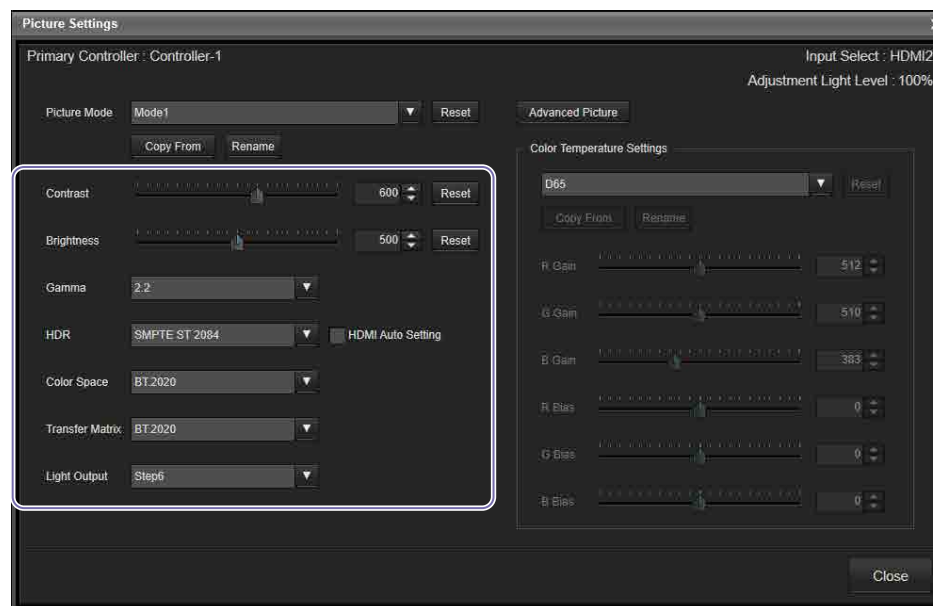 Picture Settings
Primary Controller : Controller-1
Input Select : HDMI2
Adjustment Light Level : 100%
Picture Mode Mode1 Reset Advanced Picture
Copy From Rename
Color Temperature Settings
Contrast 600 Reset
D65 Reset
Copy From Rename
Brightness 500 Reset
R Gain 512
Gamma 2.2
G Gain 510
HDR SMPTE ST 2084 HDMI Auto Setting
B Gain 383
Color Space BT.2020
R Bias 0
Transfer Matrix BT.2020
G Bias 0
Light Output Step6
B Bias 0
Close